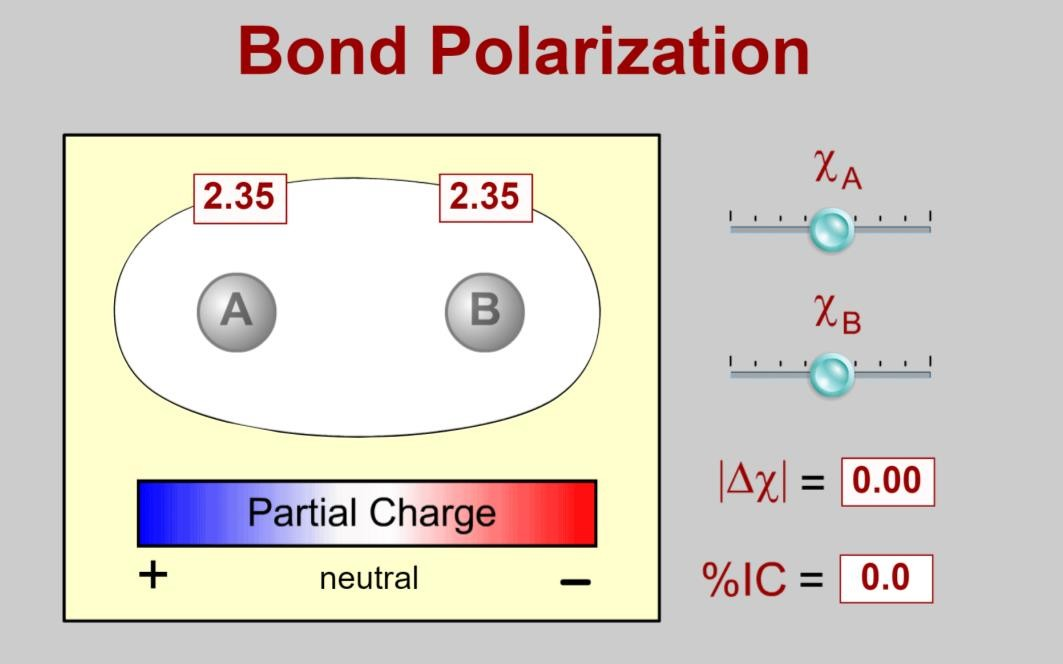 Bond Polarization
2.35 2.35
A B
Partial Charge
+ neutral −
χA
χB
|Δχ| = 0.00
%IC = 0.0